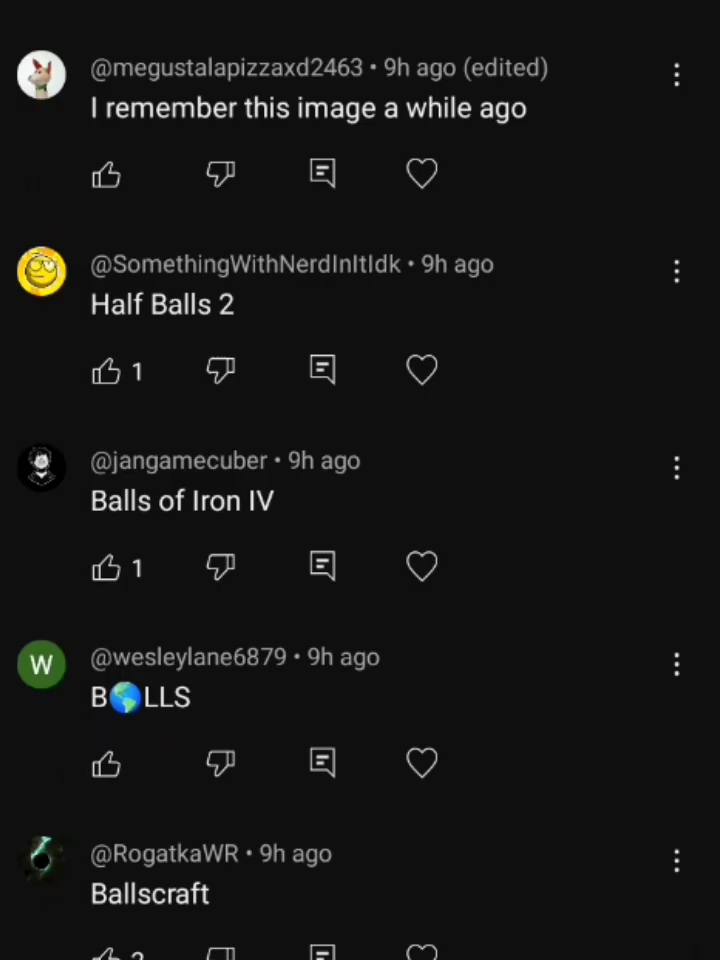 @megustalapizzaxd2463 • 9h ago (edited)
I remember this image a while ago
@SomethingWithNerdInItIdk • 9h ago
Half Balls 2
1
@jangamecuber • 9h ago
Balls of Iron IV
1
W @wesleylane6879 • 9h ago
B🌎LLS
@RogatkaWR • 9h ago
Ballscraft